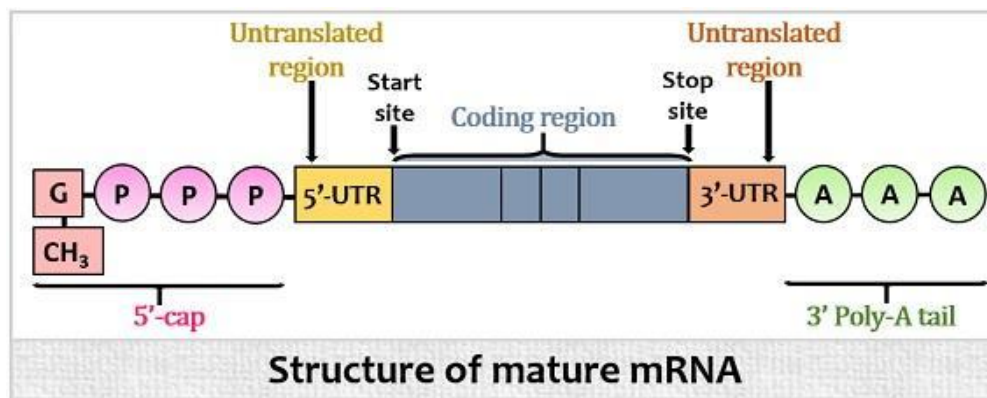 Untranslated
region
Untranslated
region
Start
site
Stop
site
Coding region
G
P
P
P
5'-UTR
3'-UTR
A
A
A
CH₃
5'-cap
3' Poly-A tail
Structure of mature mRNA